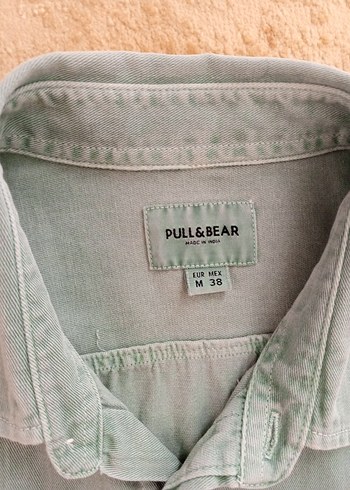 PULL&BEAR
MADE IN INDIA
EUR MEX
M 38